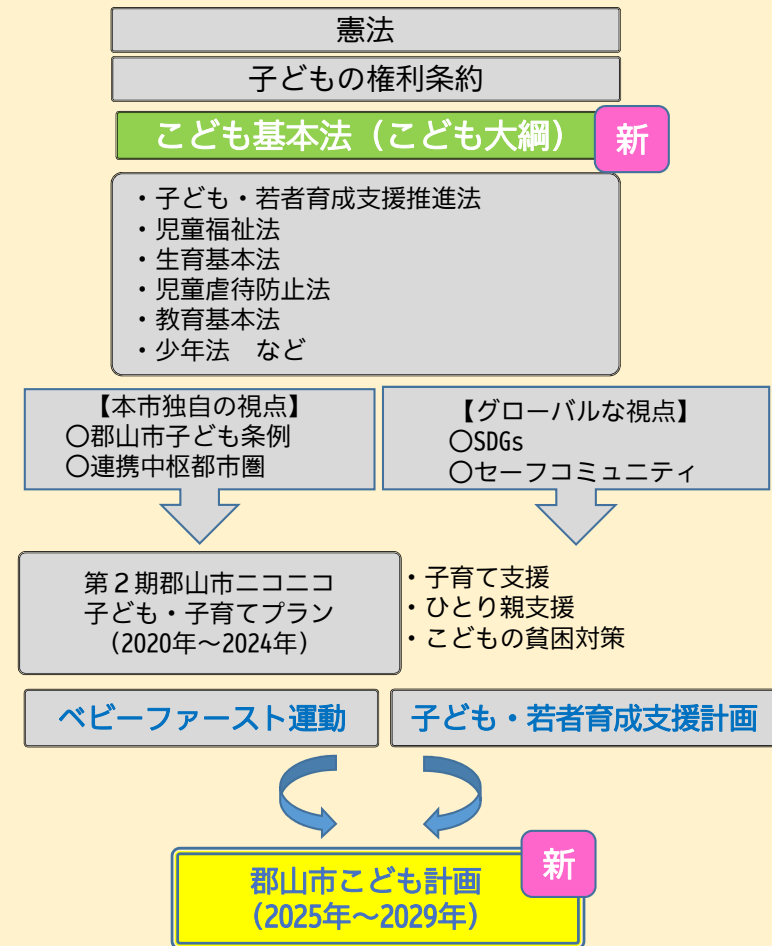 憲法
子どもの権利条約
こども基本法（こども大綱）
新
・子ども・若者育成支援推進法
・児童福祉法
・生育基本法
・児童虐待防止法
・教育基本法
・少年法　など
【本市独自の視点】
〇郡山市子ども条例
〇連携中枢都市圏
【グローバルな視点】
〇SDGs
〇セーフコミュニティ
第２期郡山市ニコニコ
子ども・子育てプラン
（2020年～2024年）
・子育て支援
・ひとり親支援
・こどもの貧困対策
ベビーファースト運動
子ども・若者育成支援計画
新
郡山市こども計画
（2025年～2029年）